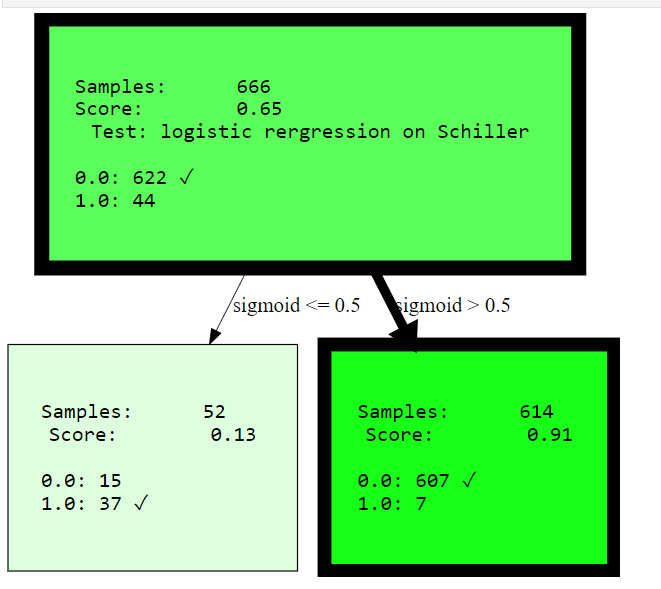 Samples: 666
Score: 0.65
Test: logistic rergression on Schiller
0.0: 622 ✓
1.0: 44
sigmoid <= 0.5
sigmoid > 0.5
Samples: 52
Score: 0.13
0.0: 15
1.0: 37 ✓
Samples: 614
Score: 0.91
0.0: 607 ✓
1.0: 7